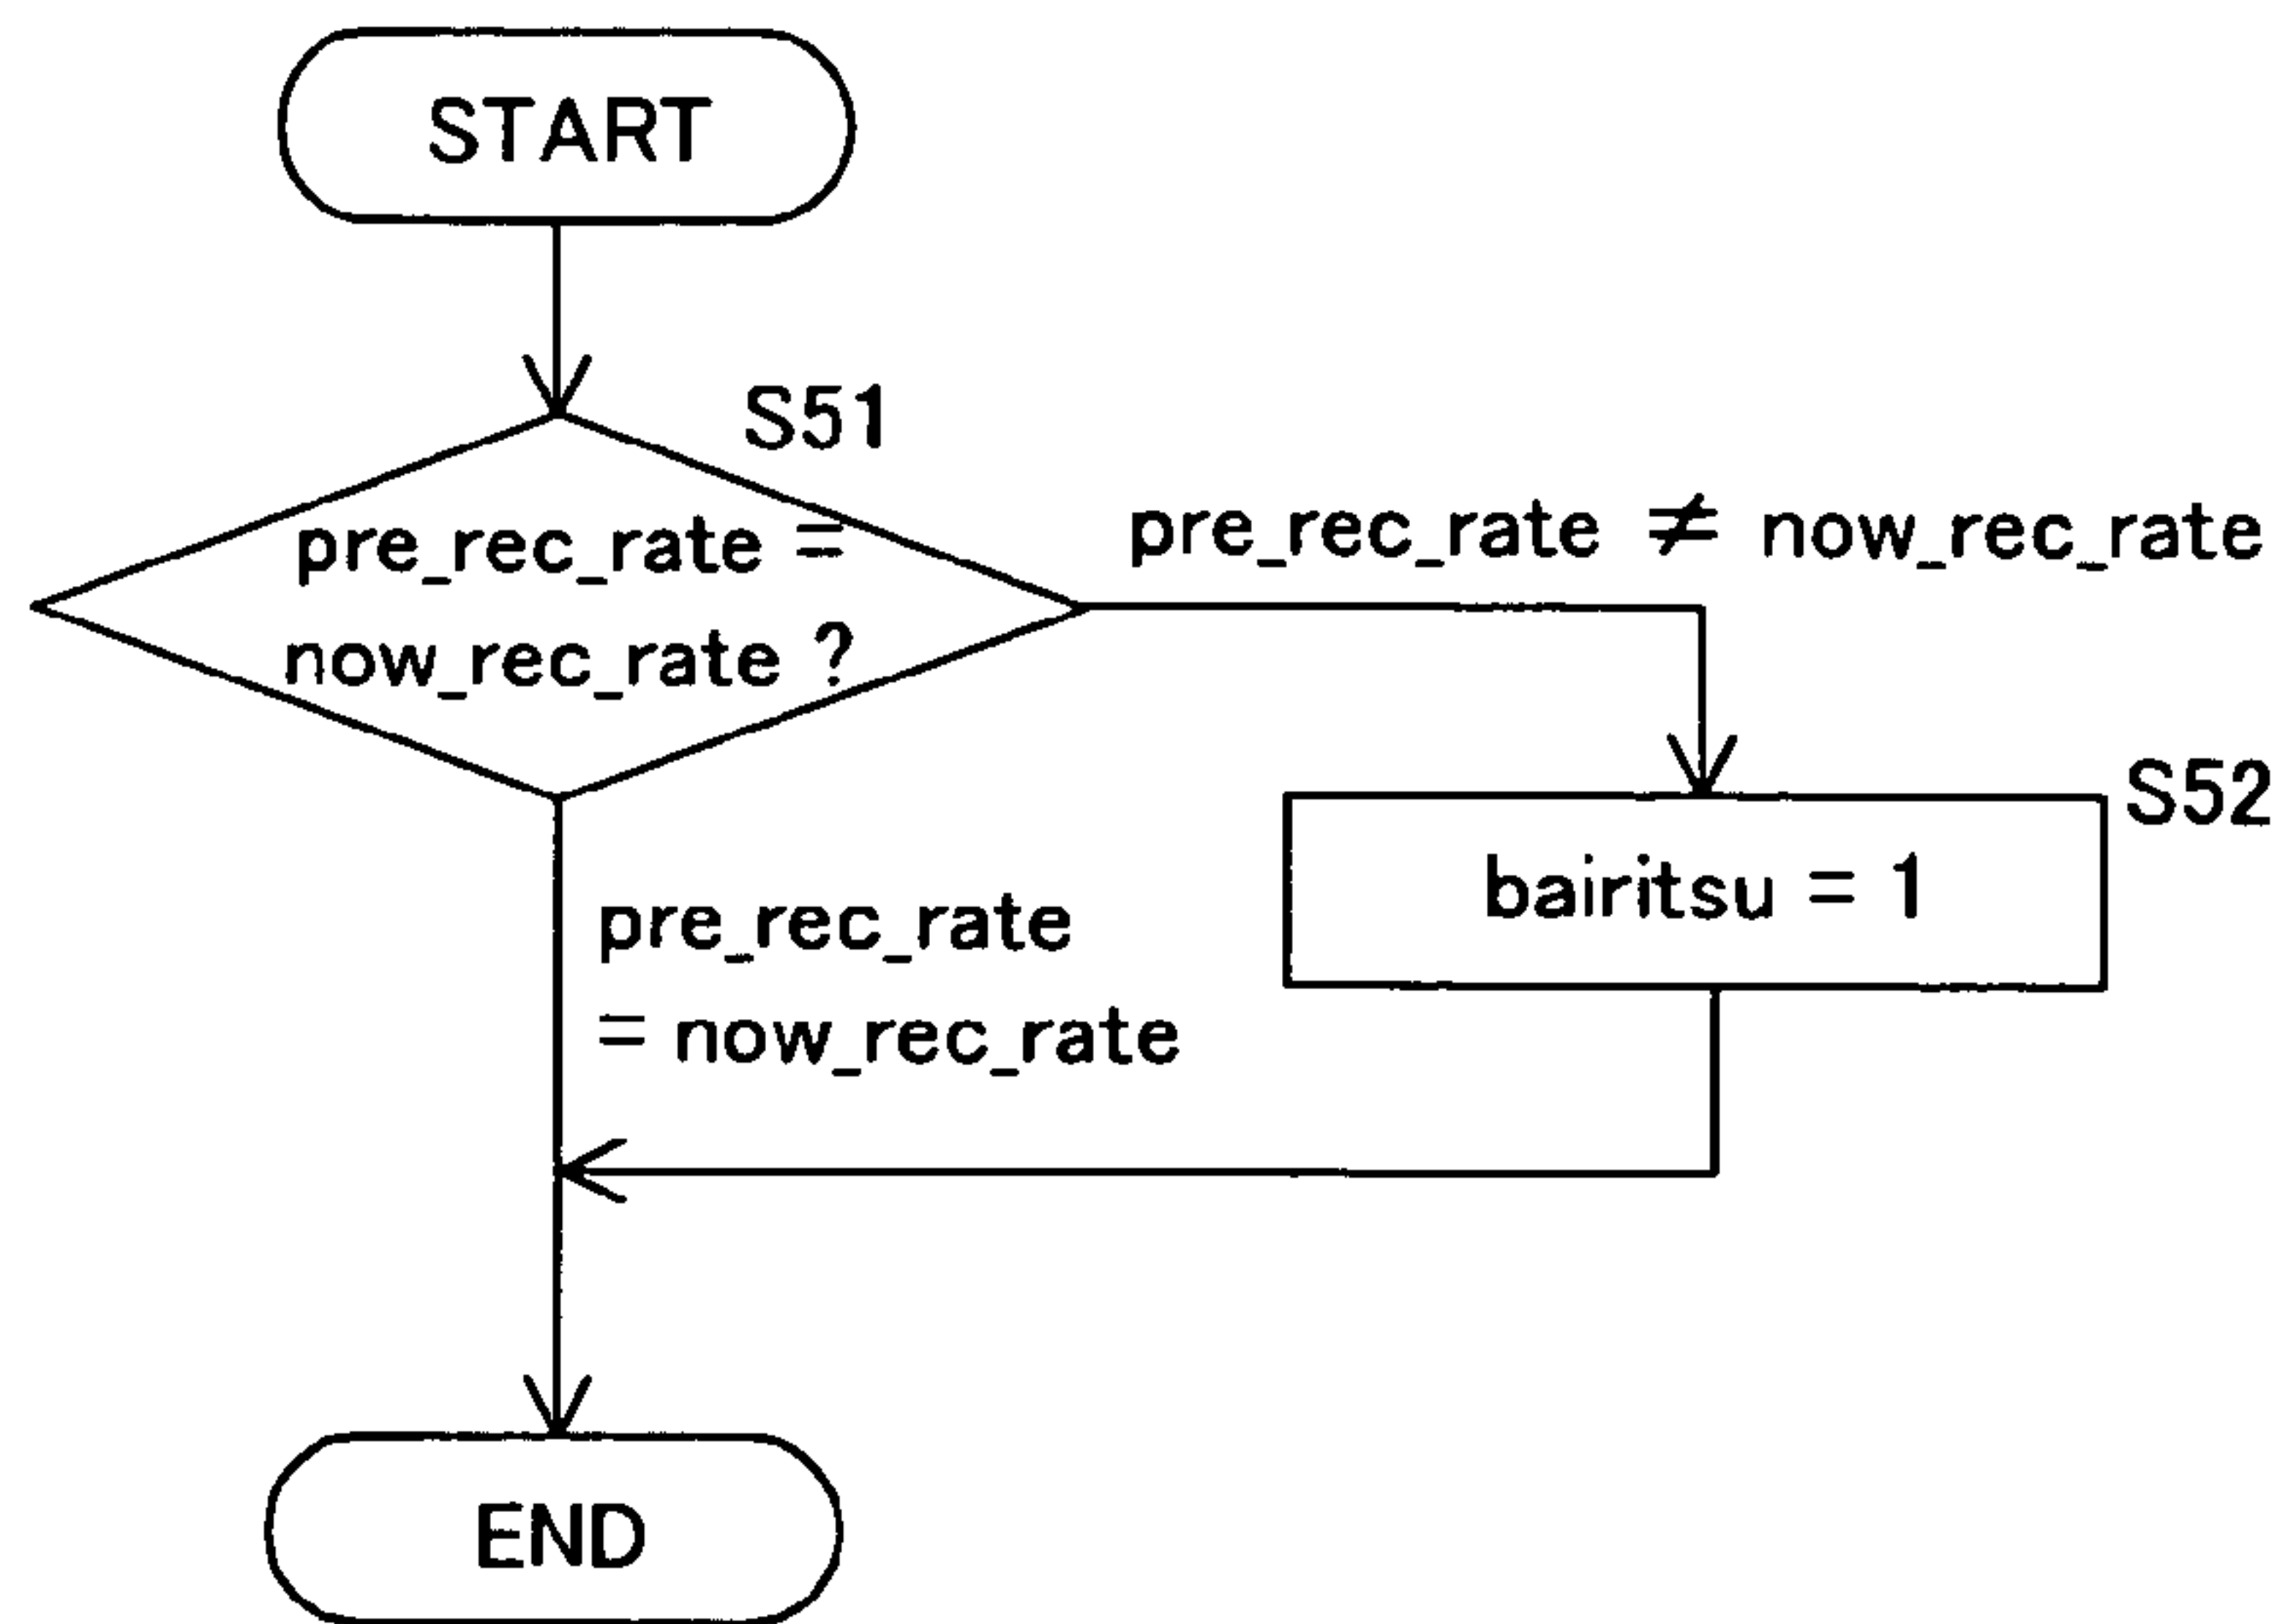 START
S51
pre_rec_rate =
now_rec_rate ?
pre_rec_rate ≠ now_rec_rate
S52
bairitsu = 1
pre_rec_rate
= now_rec_rate
END